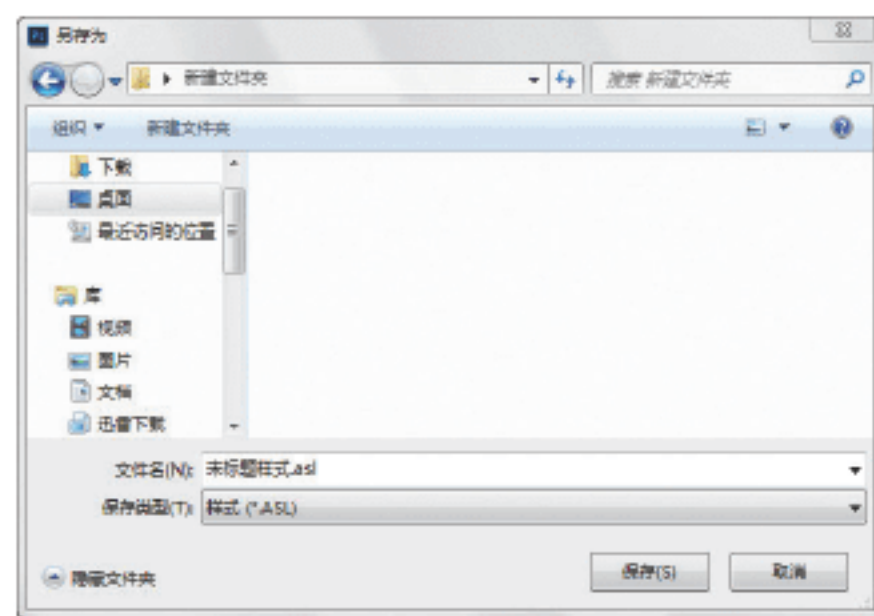 另存为
新建文件夹
搜索 新建文件夹
组织
新建文件夹
下载
桌面
最近访问的位置
库
视频
图片
文档
迅雷下载
文件名(N): 未标题样式.asl
保存类型(T): 样式 (*.ASL)
隐藏文件夹
保存(S)
取消